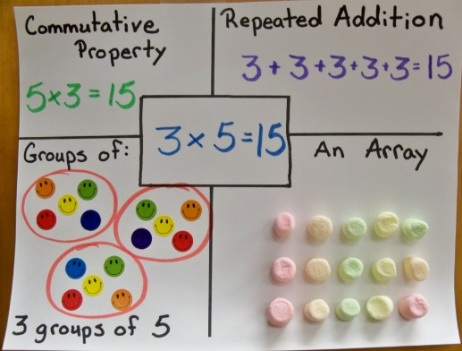 Commutative
Property
5×3=15
Repeated Addition
3+3+3+3+3=15
3×5=15
Groups of:
3 groups of 5
An Array